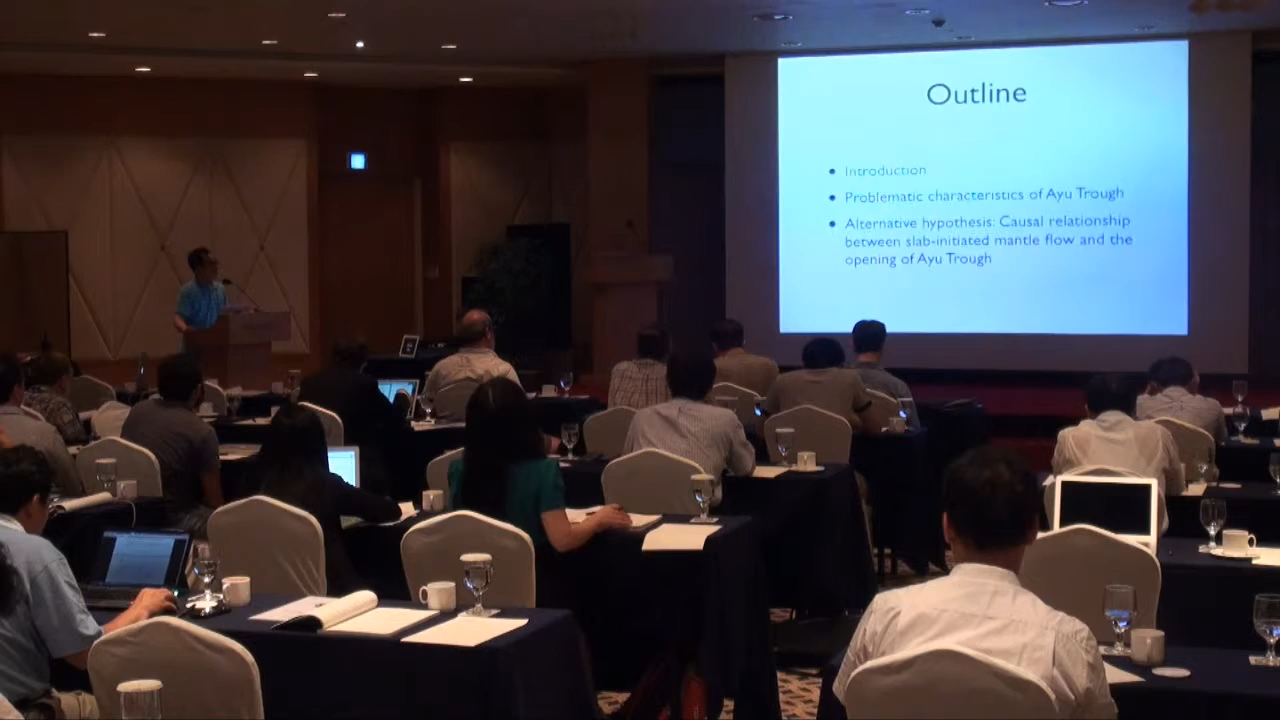 Outline
• Introduction
• Problematic characteristics of Ayu Trough
• Alternative hypothesis: Causal relationship
between slab-initiated mantle flow and the
opening of Ayu Trough